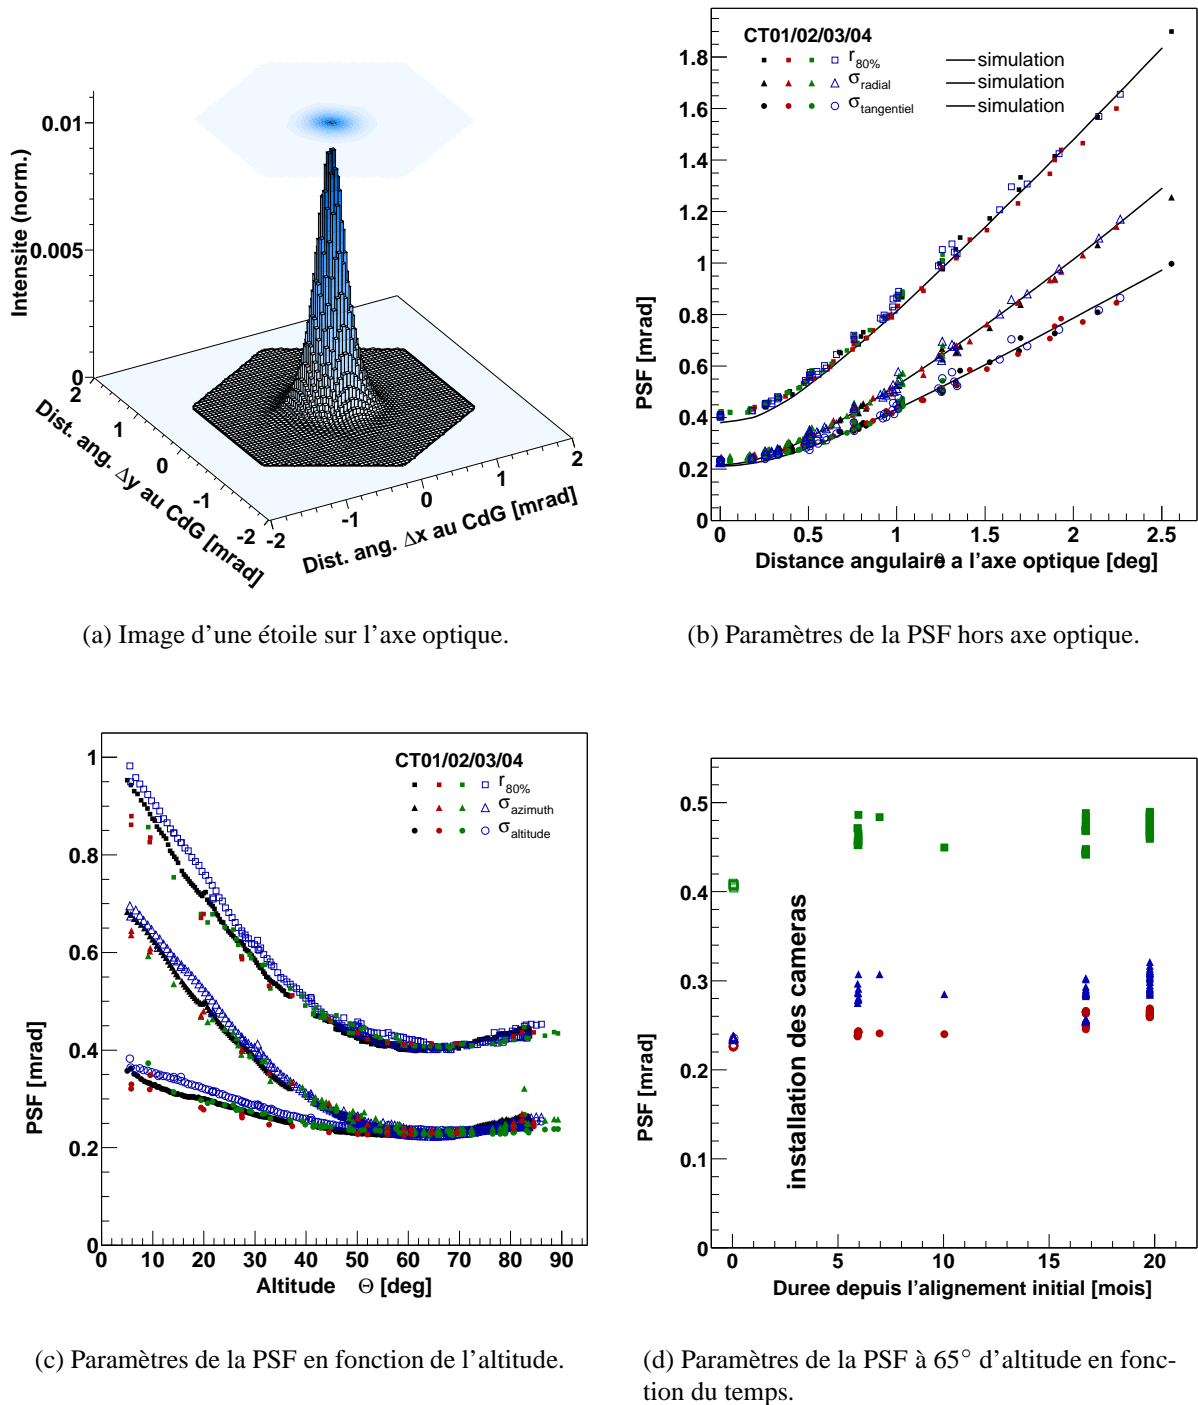 0.01
0.005
0
Intensite (norm.)
2
1
0
-1
-2
Dist. ang. Δy au CdG [mrad]
-2
-1
0
1
2
Dist. ang. Δx au CdG [mrad]
(a) Image d'une étoile sur l'axe optique.
CT01/02/03/04
r80% simulation
σradial simulation
σtangentiel simulation
1.8
1.6
1.4
1.2
1
0.8
0.6
0.4
0.2
0
PSF [mrad]
0 0.5 1 1.5 2 2.5
Distance angulaire θ a l'axe optique [deg]
(b) Paramètres de la PSF hors axe optique.
CT01/02/03/04
r80%
σazimuth
σaltitude
1
0.8
0.6
0.4
0.2
0
PSF [mrad]
0 10 20 30 40 50 60 70 80 90
Altitude Θ [deg]
(c) Paramètres de la PSF en fonction de l'altitude.
0.5
0.4
0.3
0.2
0.1
0
PSF [mrad]
installation des cameras
0 2 4 6 8 10 12 14 16 18 20
Duree depuis l'alignement initial [mois]
(d) Paramètres de la PSF à 65° d'altitude en fonc-
tion du temps.